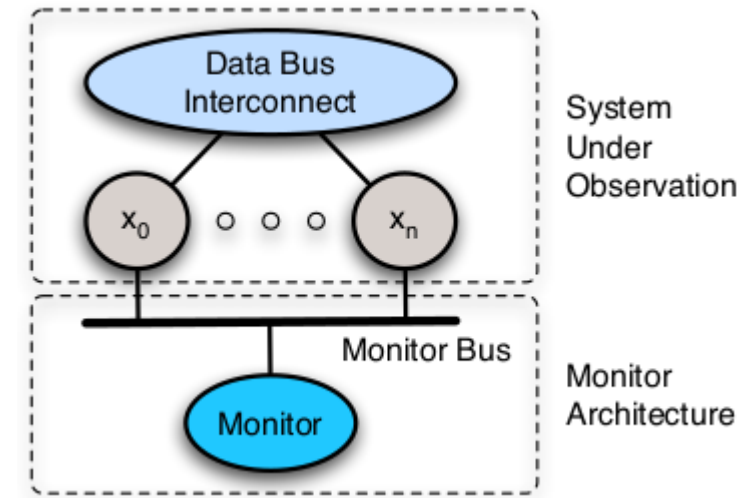 Data Bus
Interconnect
System
Under
Observation
x₀
xₙ
Monitor Bus
Monitor
Monitor
Architecture